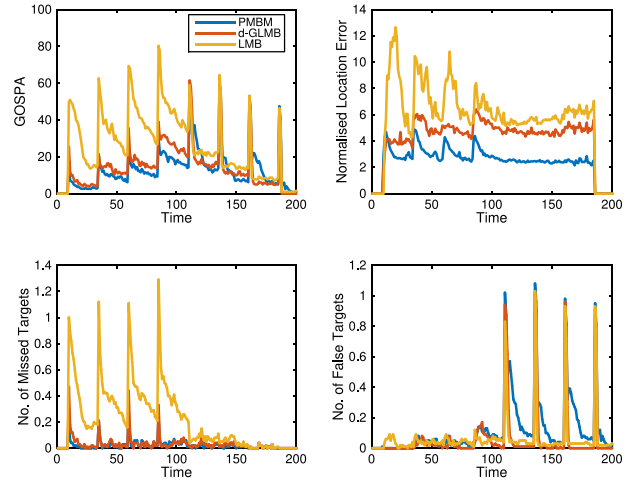 100
80
60
40
20
0
GOSPA
PMBM
d-GLMB
LMB
0 50 100 150 200
Time
14
12
10
8
6
4
2
0
Normalised Location Error
0 50 100 150 200
Time
1.4
1.2
1
0.8
0.6
0.4
0.2
0
No. of Missed Targets
0 50 100 150 200
Time
1.2
1
0.8
0.6
0.4
0.2
0
No. of False Targets
0 50 100 150 200
Time